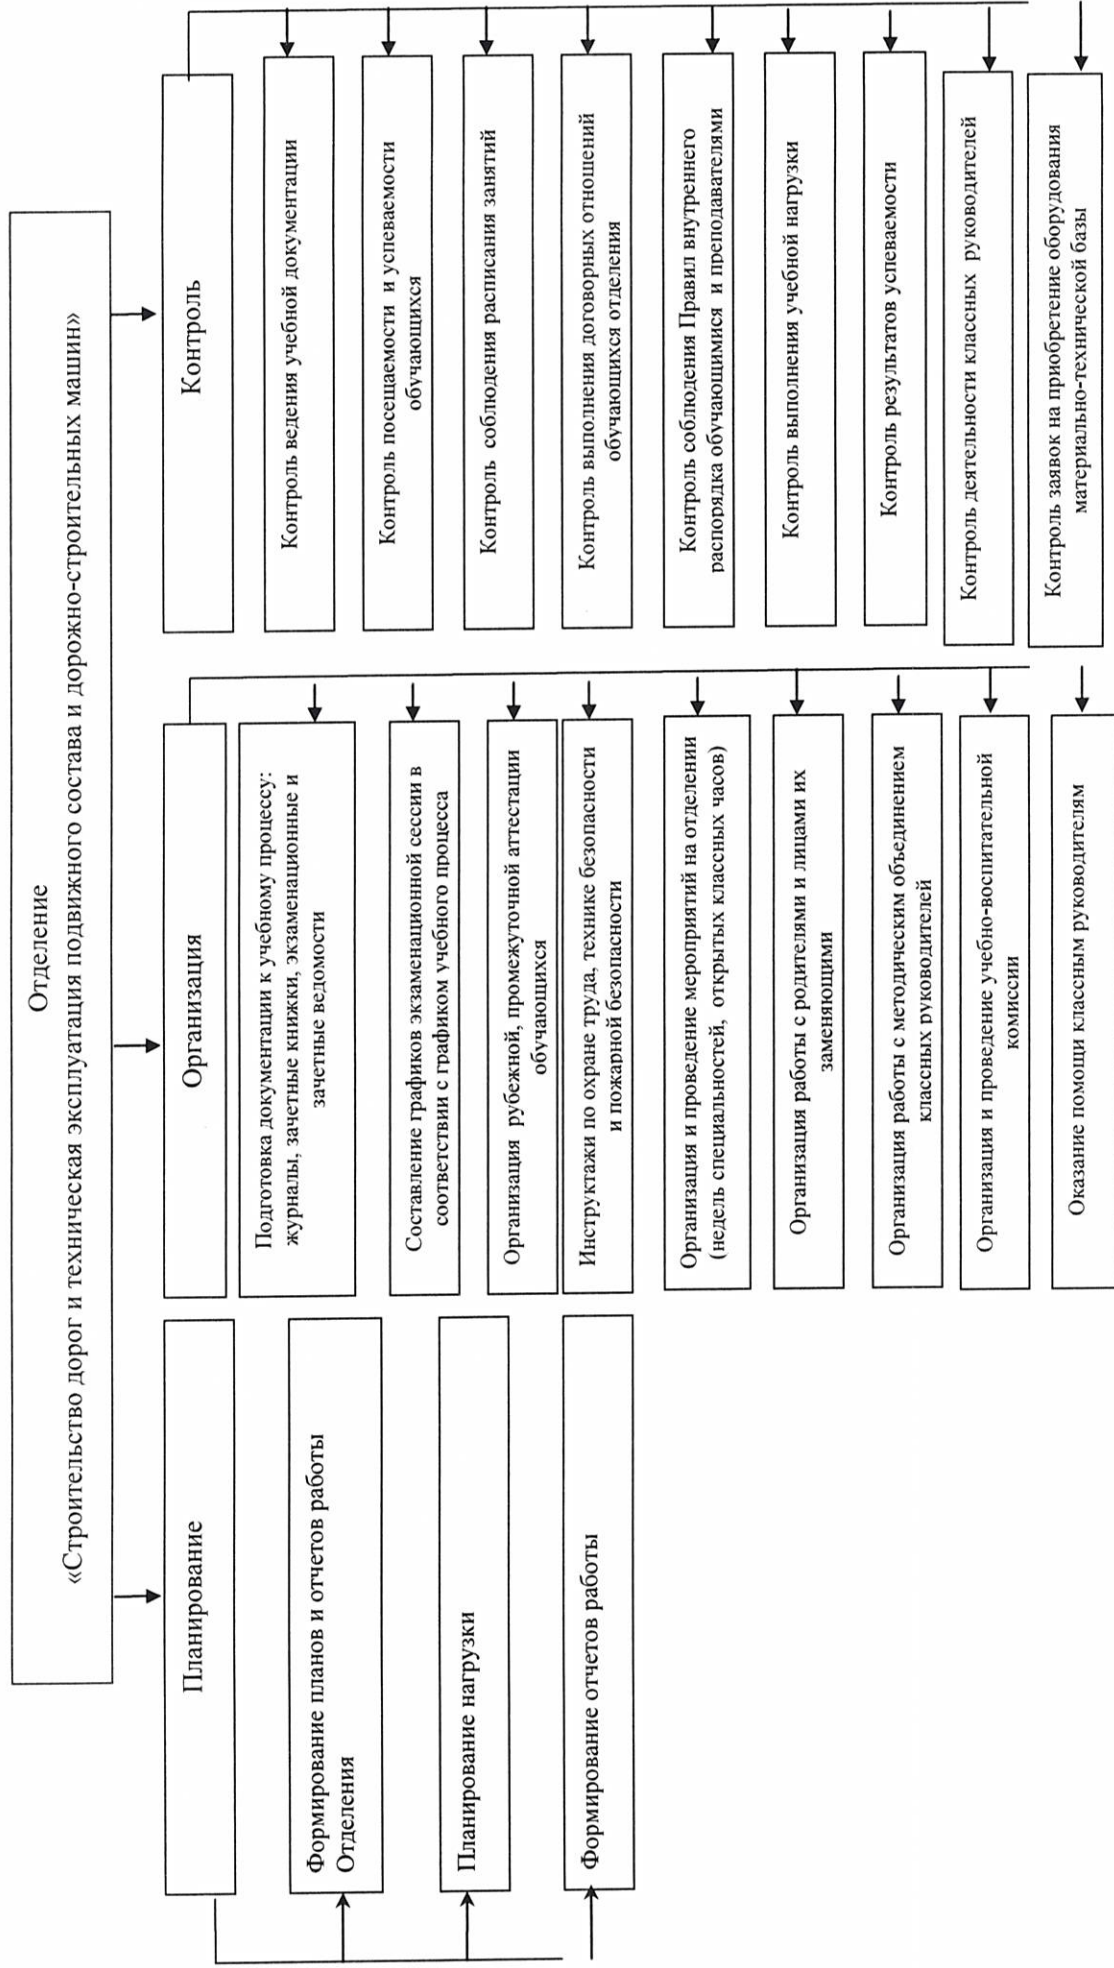 Отделение
«Строительство дорог и техническая эксплуатация подвижного состава и дорожно-строительных машин»
Планирование
Формирование планов и отчетов работы
Отделения
Планирование нагрузки
Формирование отчетов работы
Организация
Подготовка документации к учебному процессу:
журналы, зачетные книжки, экзаменационные и
зачетные ведомости
Составление графиков экзаменационной сессии в
соответствии с графиком учебного процесса
Организация рубежной, промежуточной аттестации
обучающихся
Инструктажи по охране труда, технике безопасности
и пожарной безопасности
Организация и проведение мероприятий на отделении
(недель специальностей, открытых классных часов)
Организация работы с родителями и лицами их
заменяющими
Организация работы с методическим объединением
классных руководителей
Организация и проведение учебно-воспитательной
комиссии
Оказание помощи классным руководителям
Контроль
Контроль ведения учебной документации
Контроль посещаемости и успеваемости
обучающихся
Контроль соблюдения расписания занятий
Контроль выполнения договорных отношений
обучающихся отделения
Контроль соблюдения Правил внутреннего
распорядка обучающимися и преподавателями
Контроль выполнения учебной нагрузки
Контроль результатов успеваемости
Контроль деятельности классных руководителей
Контроль заявок на приобретение оборудования
материально-технической базы